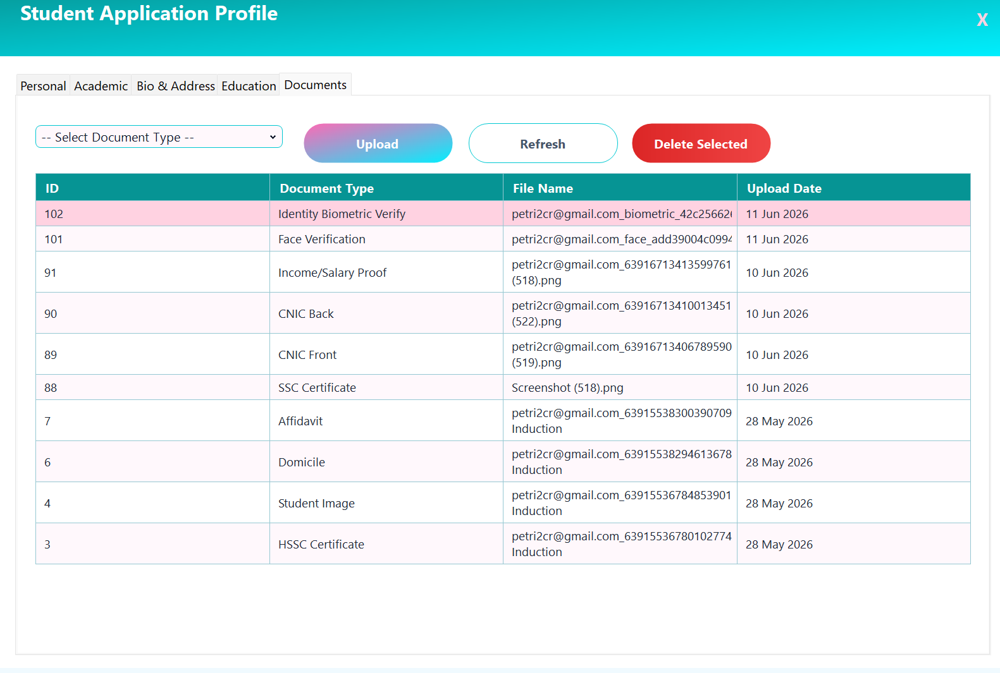 Student Application Profile
X
Personal Academic Bio & Address Education Documents
-- Select Document Type -- Upload Refresh Delete Selected
ID Document Type File Name Upload Date
102 Identity Biometric Verify petri2cr@gmail.com_biometric_42c25662 11 Jun 2026
101 Face Verification petri2cr@gmail.com_face_add39004c0994 11 Jun 2026
91 Income/Salary Proof petri2cr@gmail.com_63916713413599761 10 Jun 2026
(518).png
90 CNIC Back petri2cr@gmail.com_63916713410013451 10 Jun 2026
(522).png
89 CNIC Front petri2cr@gmail.com_63916713406789590 10 Jun 2026
(519).png
88 SSC Certificate Screenshot (518).png 10 Jun 2026
7 Affidavit petri2cr@gmail.com_63915538300390709 28 May 2026
Induction
6 Domicile petri2cr@gmail.com_63915538294613678 28 May 2026
Induction
4 Student Image petri2cr@gmail.com_63915536784853901 28 May 2026
Induction
3 HSSC Certificate petri2cr@gmail.com_63915536780102774 28 May 2026
Induction